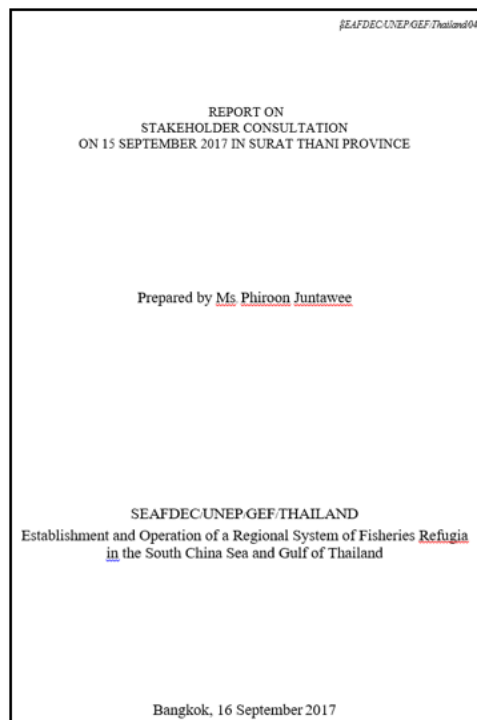 SEAFDEC/UNEP/GEF/Thailand/04
REPORT ON
STAKEHOLDER CONSULTATION
ON 15 SEPTEMBER 2017 IN SURAT THANI PROVINCE
Prepared by Ms. Phiroon Juntawee
SEAFDEC/UNEP/GEF/THAILAND
Establishment and Operation of a Regional System of Fisheries Refugia
in the South China Sea and Gulf of Thailand
Bangkok, 16 September 2017